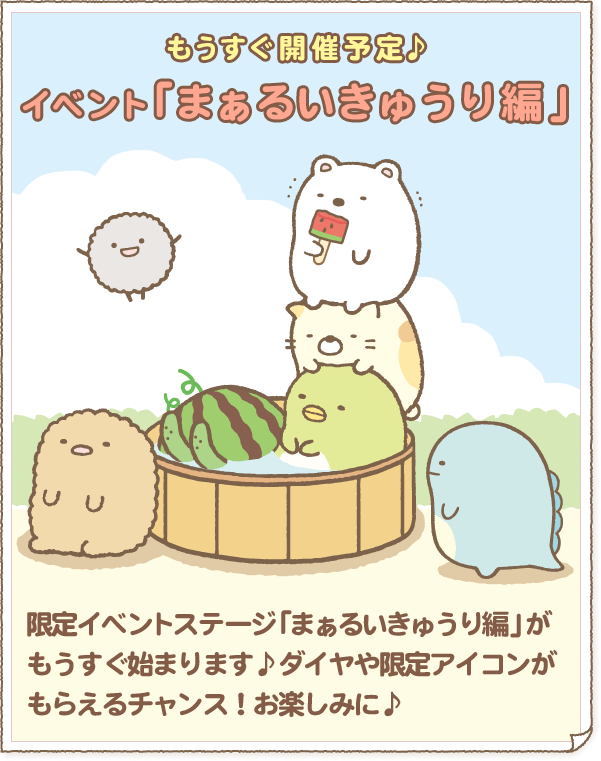 もうすぐ開催予定♪
イベント「まぁるいきゅうり編」
限定イベントステージ「まぁるいきゅうり編」が
もうすぐ始まります♪ダイヤや限定アイコンが
もらえるチャンス！お楽しみに♪